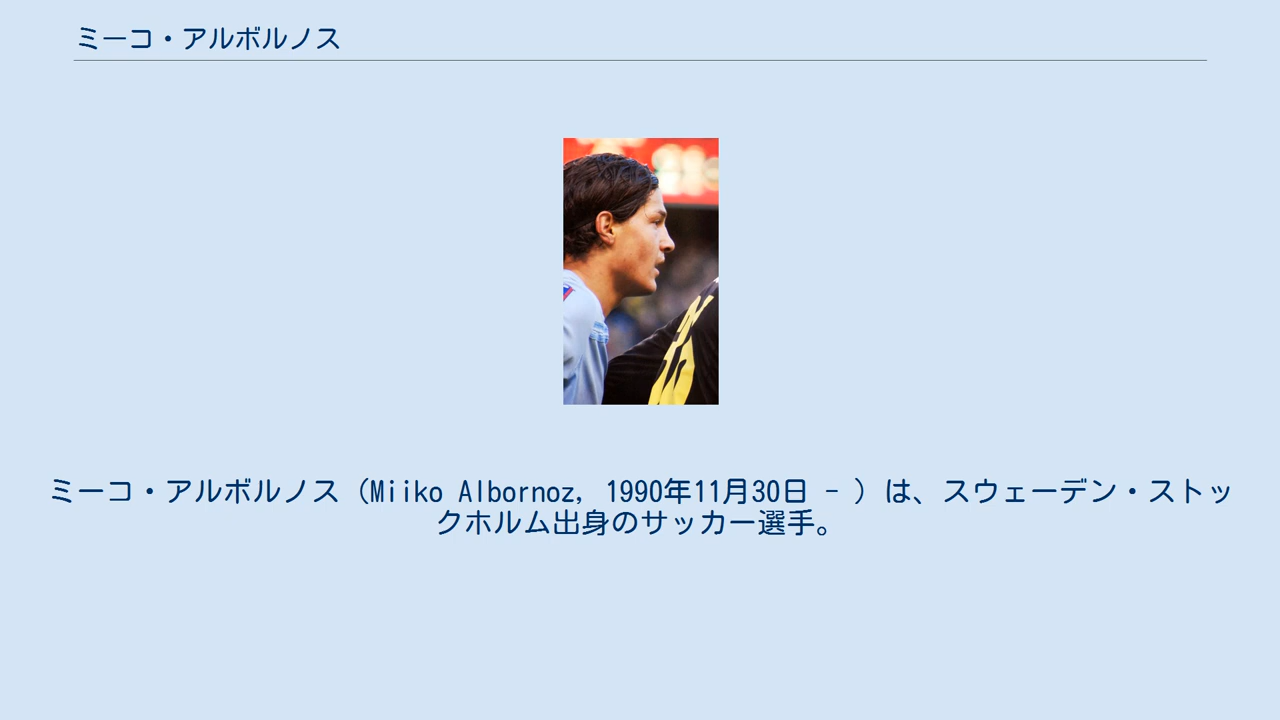 ミーコ・アルボルノス
ミーコ・アルボルノス（Miiko Albornoz, 1990年11月30日 - ）は、スウェーデン・ストッ
クホルム出身のサッカー選手。